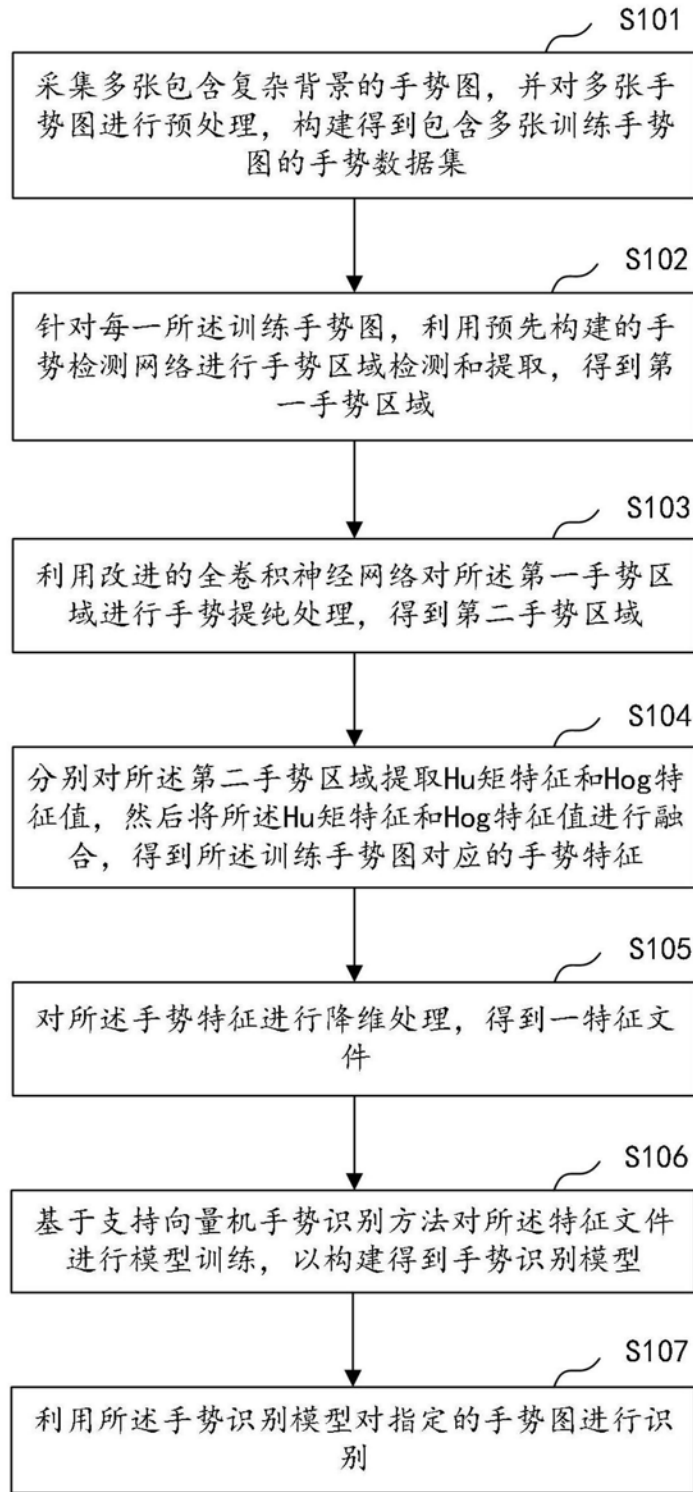 S101
采集多张包含复杂背景的手势图，并对多张手
势图进行预处理，构建得到包含多张训练手势
图的手势数据集
S102
针对每一所述训练手势图，利用预先构建的手
势检测网络进行手势区域检测和提取，得到第
一手势区域
S103
利用改进的全卷积神经网络对所述第一手势区
域进行手势提纯处理，得到第二手势区域
S104
分别对所述第二手势区域提取Hu矩特征和Hog特
征值，然后将所述Hu矩特征和Hog特征值进行融
合，得到所述训练手势图对应的手势特征
S105
对所述手势特征进行降维处理，得到一特征文
件
S106
基于支持向量机手势识别方法对所述特征文件
进行模型训练，以构建得到手势识别模型
S107
利用所述手势识别模型对指定的手势图进行识
别